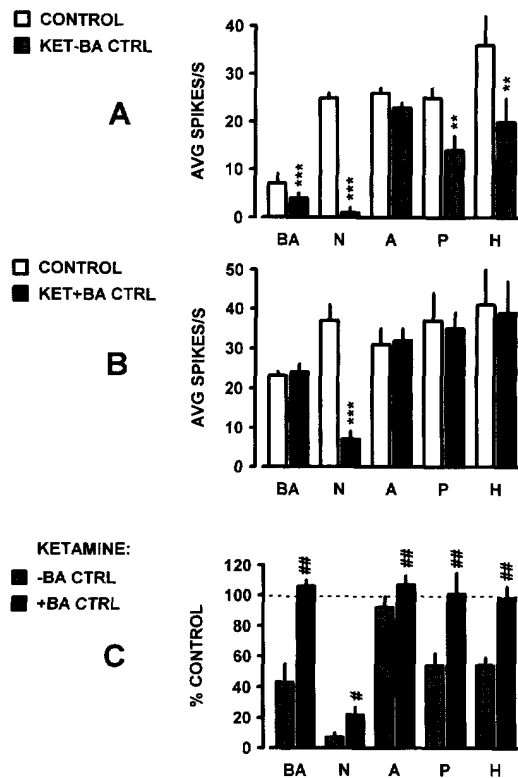 CONTROL
KET-BA CTRL
A
AVG SPIKES/S
40
30
20
10
0
*** *** ** **
BA N A P H
CONTROL
KET+BA CTRL
B
AVG SPIKES/S
50
40
30
20
10
0
***
BA N A P H
KETAMINE:
-BA CTRL
+BA CTRL
C
% CONTROL
120
100
80
60
40
20
0
## # ## ## ##
BA N A P H